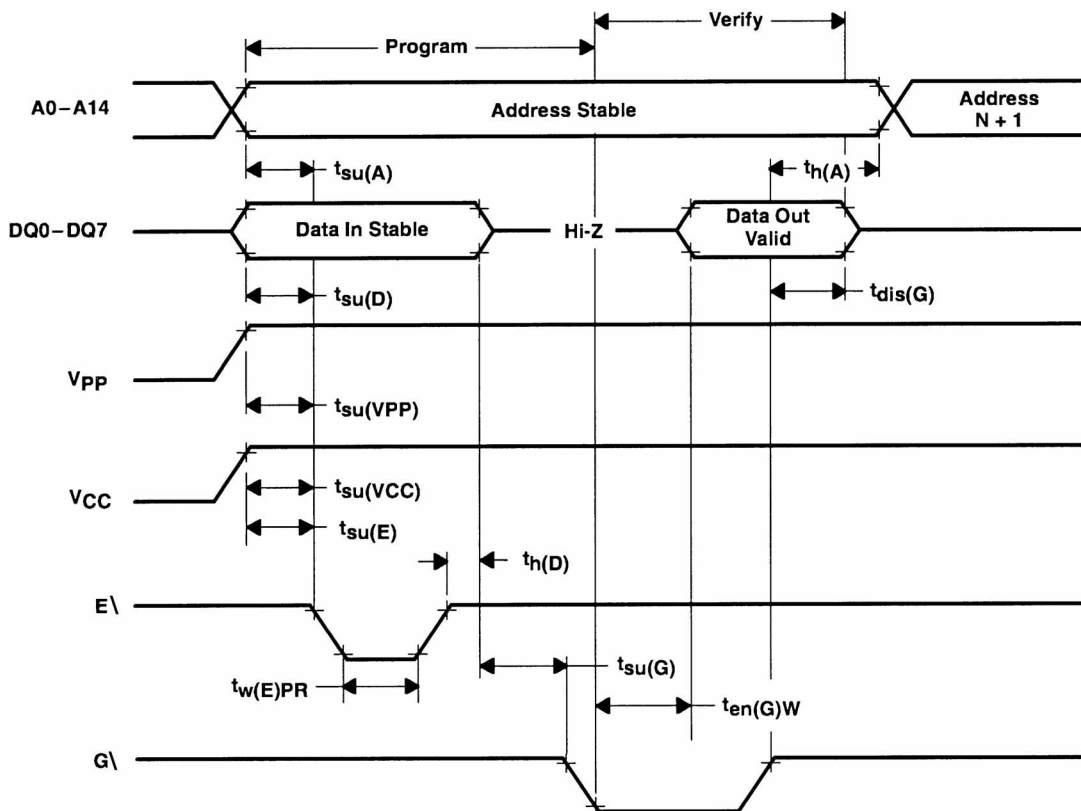 Verify
Program
A0–A14
Address Stable
Address
N + 1
tsu(A)
th(A)
DQ0–DQ7
Data In Stable
Hi-Z
Data Out
Valid
tsu(D)
tdis(G)
VPP
tsu(VPP)
VCC
tsu(VCC)
tsu(E)
th(D)
E\
tsu(G)
tw(E)PR
ten(G)W
G\